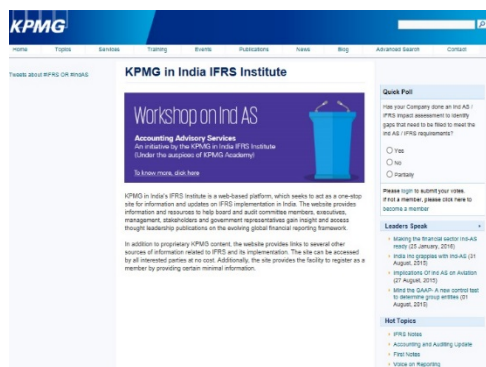 KPMG
Home Topics Services Training Events Publications News Blog Advanced Search Contact
Tweets about #IFRS OR #IndAS
KPMG in India IFRS Institute
Workshop on Ind AS
Accounting Advisory Services
An initiative by the KPMG in India IFRS Institute
(Under the auspices of KPMG Academy)
To know more, click here
KPMG in India's IFRS Institute is a web-based platform, which seeks to act as a one-stop
site for information and updates on IFRS implementation in India. The website provides
information and resources to help board and audit committee members, executives,
management, stakeholders and government representatives gain insight and access
thought leadership publications on the evolving global financial reporting framework.
In addition to proprietary KPMG content, the website provides links to several other
sources of information related to IFRS and its implementation. The site can be accessed
by all interested parties at no cost. Additionally, the site provides the facility to register as a
member by providing certain minimal information.
Quick Poll
Has your Company done an Ind AS /
IFRS impact assessment to identify
gaps that need to be filled to meet the
Ind AS / IFRS requirements?
Yes
No
Partially
Please login to submit your votes.
If not a member, please click here to
become a member
Leaders Speak
Making the financial sector Ind-AS
ready (25 January, 2016)
India Inc grapples with Ind-AS (31
August, 2015)
Implications Of Ind AS on Aviation
(27 August, 2015)
Mind the GAAP- A new control test
to determine group entities (01
August, 2015)
Hot Topics
IFRS Notes
Accounting and Auditing Update
First Notes
Voice on Reporting